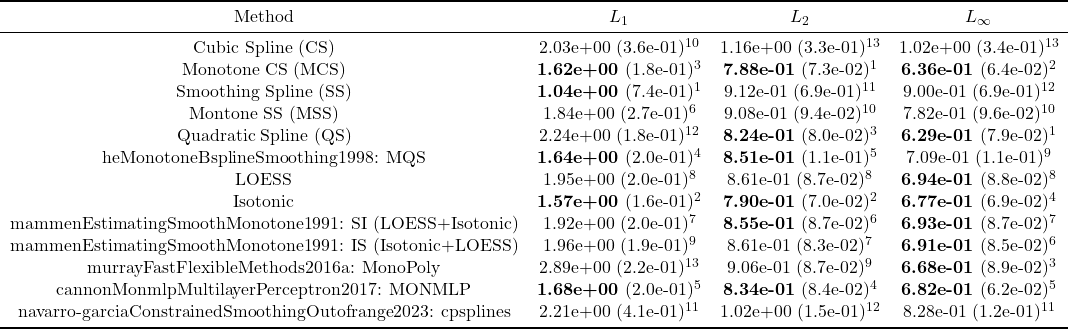 Method L₁ L₂ L∞
Cubic Spline (CS) 2.03e+00 (3.6e-01)¹⁰ 1.16e+00 (3.3e-01)¹³ 1.02e+00 (3.4e-01)¹³
Monotone CS (MCS) 1.62e+00 (1.8e-01)³ 7.88e-01 (7.3e-02)¹ 6.36e-01 (6.4e-02)²
Smoothing Spline (SS) 1.04e+00 (7.4e-01)¹ 9.12e-01 (6.9e-01)¹¹ 9.00e-01 (6.9e-01)¹²
Montone SS (MSS) 1.84e+00 (2.7e-01)⁶ 9.08e-01 (9.4e-02)¹⁰ 7.82e-01 (9.6e-02)¹⁰
Quadratic Spline (QS) 2.24e+00 (1.8e-01)¹² 8.24e-01 (8.0e-02)³ 6.29e-01 (7.9e-02)¹
heMonotoneBsplineSmoothing1998: MQS 1.64e+00 (2.0e-01)⁴ 8.51e-01 (1.1e-01)⁵ 7.09e-01 (1.1e-01)⁹
LOESS 1.95e+00 (2.0e-01)⁸ 8.61e-01 (8.7e-02)⁸ 6.94e-01 (8.8e-02)⁸
Isotonic 1.57e+00 (1.6e-01)² 7.90e-01 (7.0e-02)² 6.77e-01 (6.9e-02)⁴
mammenEstimatingSmoothMonotone1991: SI (LOESS+Isotonic) 1.92e+00 (2.0e-01)⁷ 8.55e-01 (8.7e-02)⁶ 6.93e-01 (8.7e-02)⁷
mammenEstimatingSmoothMonotone1991: IS (Isotonic+LOESS) 1.96e+00 (1.9e-01)⁹ 8.61e-01 (8.3e-02)⁷ 6.91e-01 (8.5e-02)⁶
murrayFastFlexibleMethods2016a: MonoPoly 2.89e+00 (2.2e-01)¹³ 9.06e-01 (8.7e-02)⁹ 6.68e-01 (8.9e-02)³
cannonMonmlpMultilayerPerceptron2017: MONMLP 1.68e+00 (2.0e-01)⁵ 8.34e-01 (8.4e-02)⁴ 6.82e-01 (6.2e-02)⁵
navarro-garciaConstrainedSmoothingOutofrange2023: cpsplines 2.21e+00 (4.1e-01)¹¹ 1.02e+00 (1.5e-01)¹² 8.28e-01 (1.2e-01)¹¹